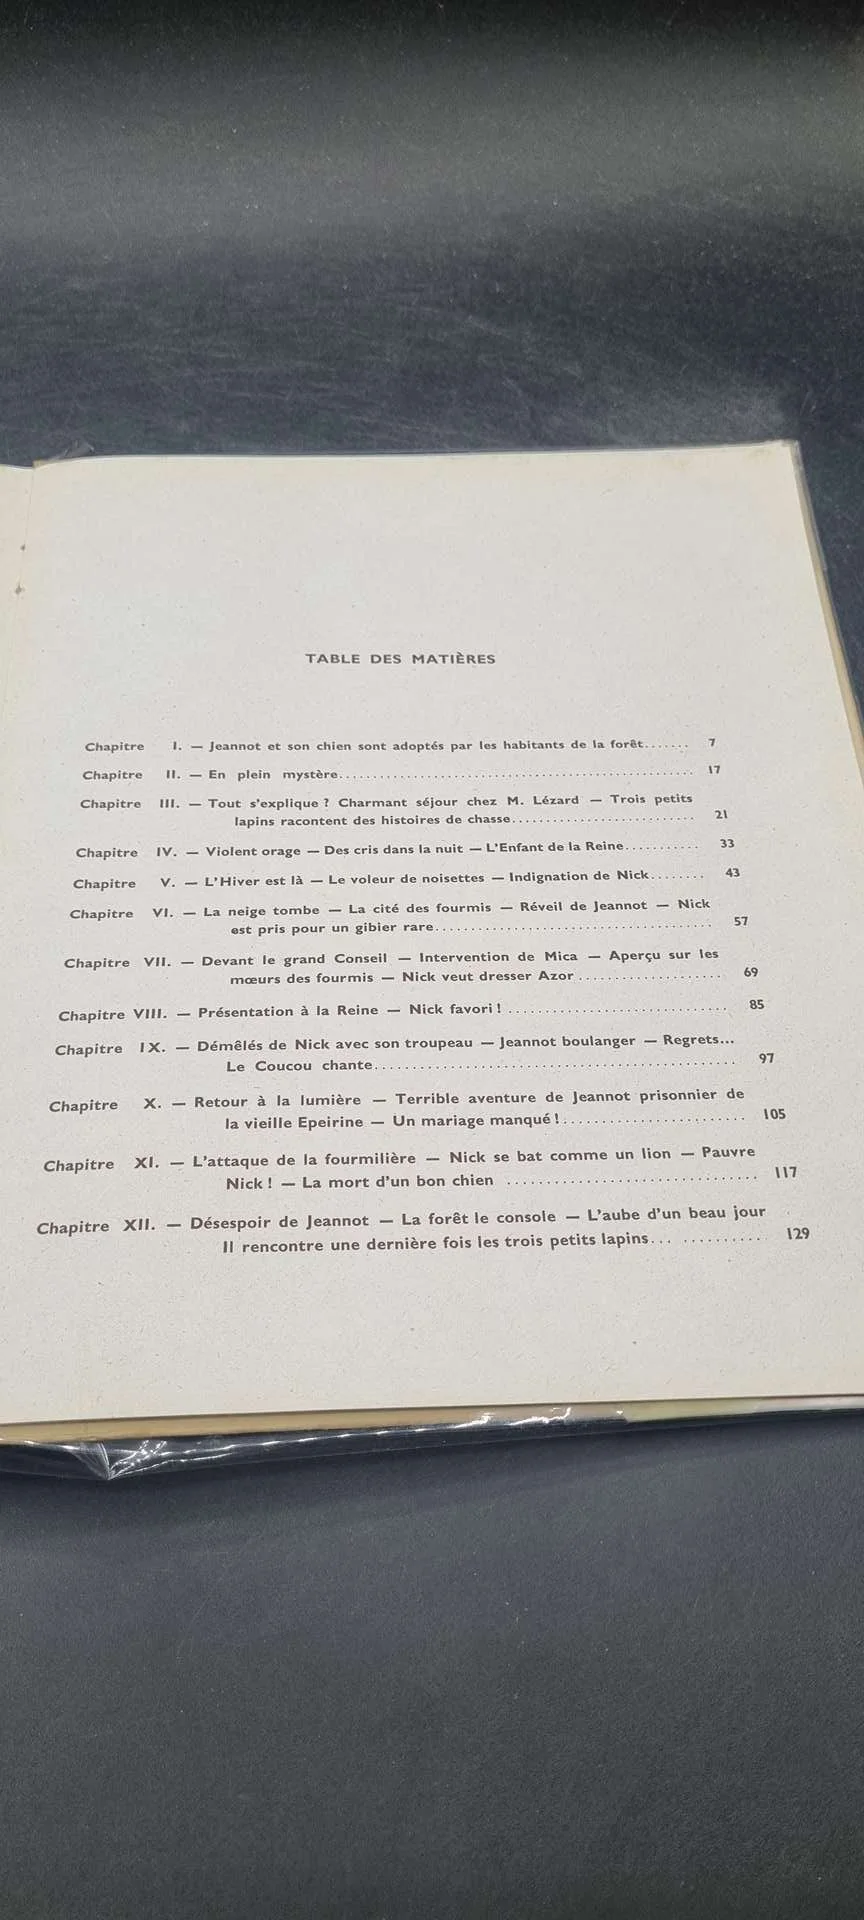 TABLE DES MATIÈRES
Chapitre I. — Jeannot et son chien sont adoptés par les habitants de la forêt....... 7
Chapitre II. — En plein mystère.................................................... 17
Chapitre III. — Tout s'explique ? Charmant séjour chez M. Lézard — Trois petits
lapins racontent des histoires de chasse........................... 21
Chapitre IV. — Violent orage — Des cris dans la nuit — L'Enfant de la Reine........... 33
Chapitre V. — L'Hiver est là — Le voleur de noisettes — Indignation de Nick........ 43
Chapitre VI. — La neige tombe — La cité des fourmis — Réveil de Jeannot — Nick
est pris pour un gibier rare........................................ 57
Chapitre VII. — Devant le grand Conseil — Intervention de Mica — Aperçu sur les
mœurs des fourmis — Nick veut dresser Azor ..................... 69
Chapitre VIII. — Présentation à la Reine — Nick favori ! ............................... 85
Chapitre IX. — Démêlés de Nick avec son troupeau — Jeannot boulanger — Regrets...
Le Coucou chante.............................................. 97
Chapitre X. — Retour à la lumière — Terrible aventure de Jeannot prisonnier de
la vieille Epeirine — Un mariage manqué !....................... 105
Chapitre XI. — L'attaque de la fourmilière — Nick se bat comme un lion — Pauvre
Nick ! — La mort d'un bon chien ............................... 117
Chapitre XII. — Désespoir de Jeannot — La forêt le console — L'aube d'un beau jour
Il rencontre une dernière fois les trois petits lapins... ........... 129